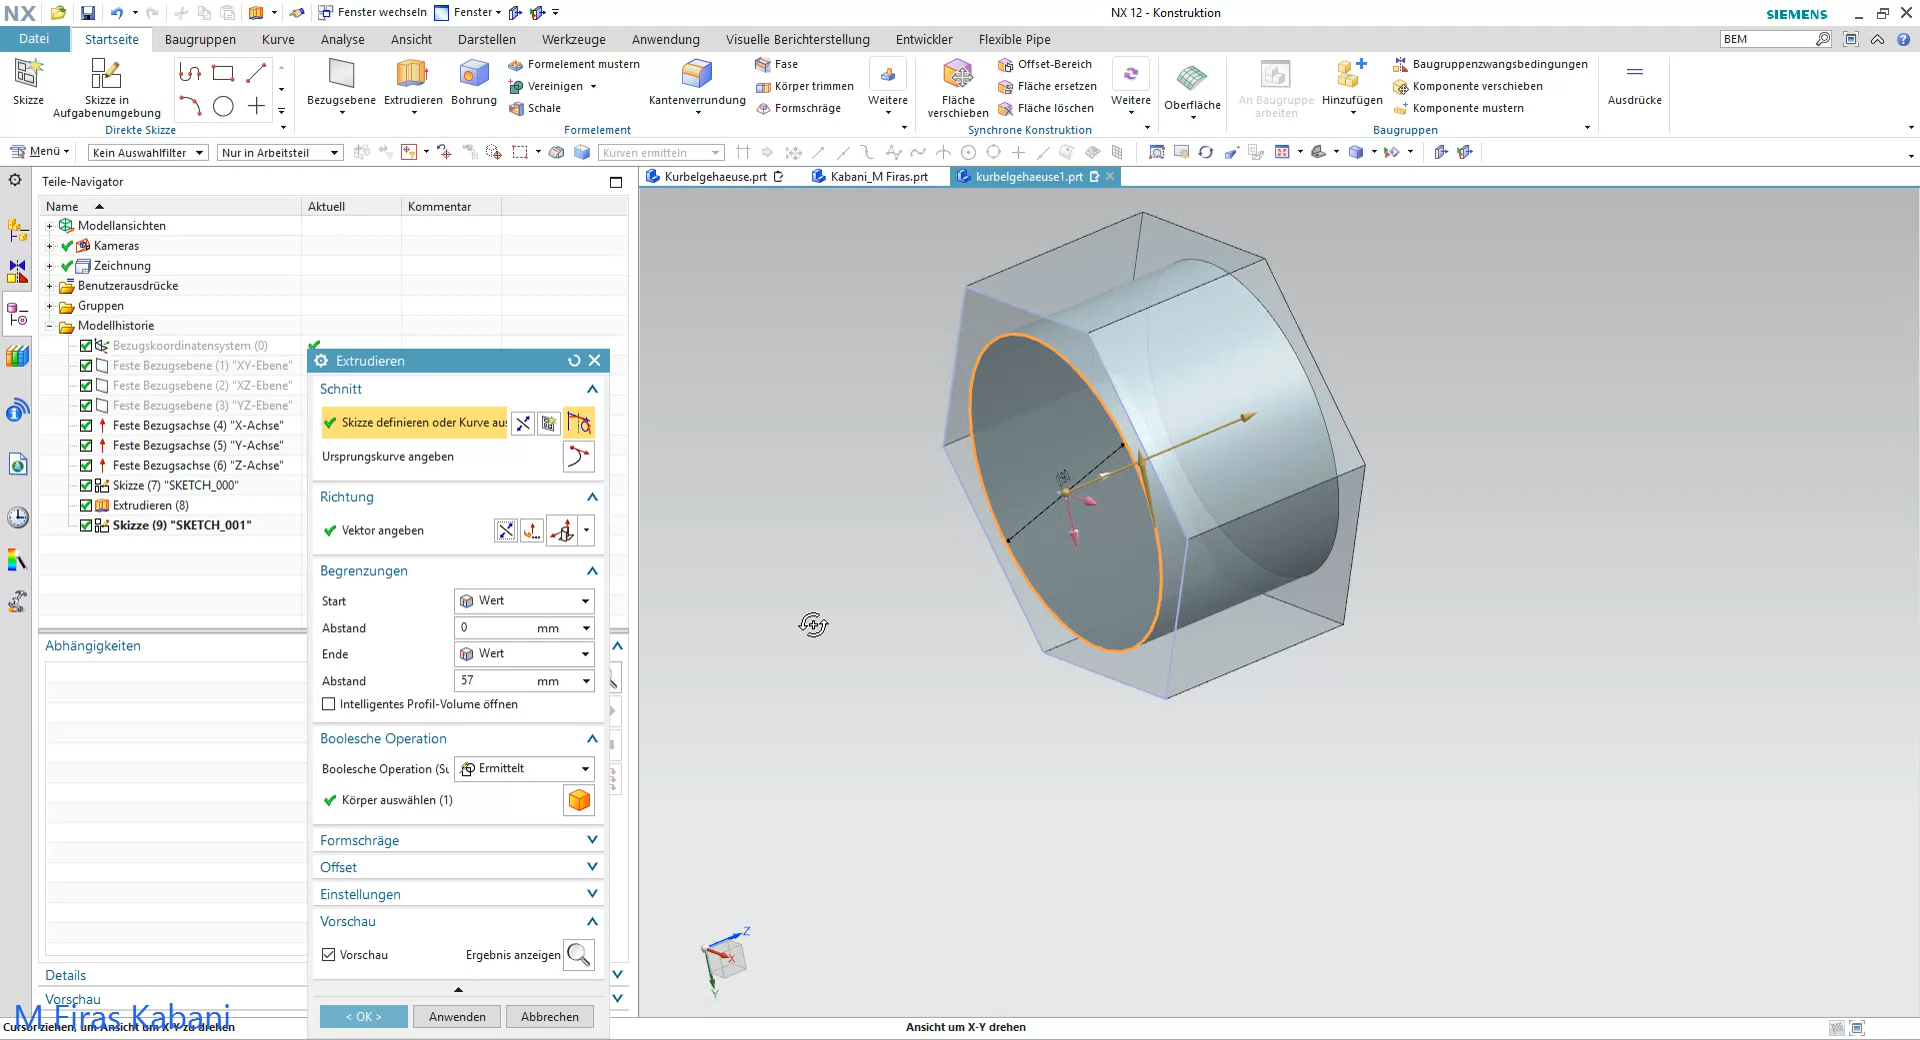 NX Fenster wechseln Fenster NX 12 - Konstruktion SIEMENS
Datei Startseite Baugruppen Kurve Analyse Ansicht Darstellen Werkzeuge Anwendung Visuelle Berichterstellung Entwickler Flexible Pipe BEM
Skizze
Skizze in Aufgabenumgebung
Direkte Skizze
Bezugsebene
Extrudieren
Bohrung
Formelement mustern
Vereinigen
Schale
Kantenverrundung
Fase
Körper trimmen
Formschräge
Weitere
Formelement
Fläche verschieben
Offset-Bereich
Fläche ersetzen
Fläche löschen
Weitere
Synchrone Konstruktion
Oberfläche
An Baugruppe arbeiten
Hinzufügen
Baugruppenzwangsbedingungen
Komponente verschieben
Komponente mustern
Baugruppen
Ausdrücke
Menü Kein Auswahlfilter Nur in Arbeitsteil Kurven ermitteln
Teile-Navigator
Name Aktuell Kommentar
Modellansichten
Kameras
Zeichnung
Benutzerausdrücke
Gruppen
Modellhistorie
Bezugskoordinatensystem (0)
Feste Bezugsebene (1) "XY-Ebene"
Feste Bezugsebene (2) "XZ-Ebene"
Feste Bezugsebene (3) "YZ-Ebene"
Feste Bezugsachse (4) "X-Achse"
Feste Bezugsachse (5) "Y-Achse"
Feste Bezugsachse (6) "Z-Achse"
Skizze (7) "SKETCH_000"
Extrudieren (8)
Skizze (9) "SKETCH_001"
Abhängigkeiten
Details
Vorschau
M Firas Kabani
Cursor ziehen, um Ansicht um X-Y zu drehen
Extrudieren
Schnitt
Skizze definieren oder Kurve au
Ursprungskurve angeben
Richtung
Vektor angeben
Begrenzungen
Start Wert
Abstand 0 mm
Ende Wert
Abstand 57 mm
Intelligentes Profil-Volume öffnen
Boolesche Operation
Boolesche Operation (Su Ermittelt
Körper auswählen (1)
Formschräge
Offset
Einstellungen
Vorschau
Vorschau Ergebnis anzeigen
< OK > Anwenden Abbrechen
Kurbelgehaeuse.prt Kabani_M Firas.prt kurbelgehaeuse1.prt
Z
X
Y
Ansicht um X-Y drehen